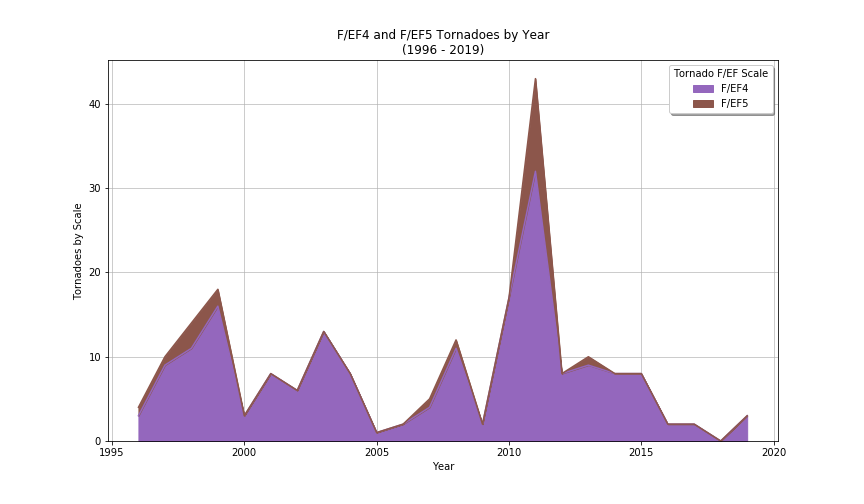 F/EF4 and F/EF5 Tornadoes by Year
(1996 - 2019)
Tornado F/EF Scale
F/EF4
F/EF5
Tornadoes by Scale
40
30
20
10
0
1995
2000
2005
2010
2015
2020
Year